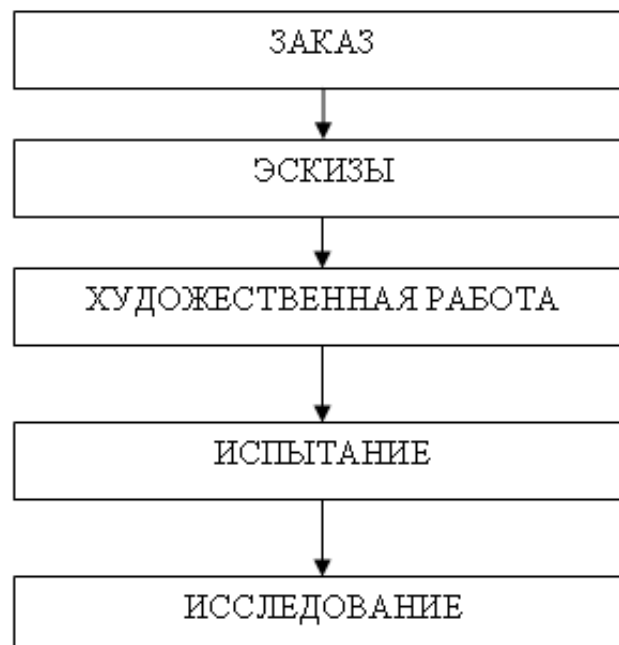 ЗАКАЗ
ЭСКИЗЫ
ХУДОЖЕСТВЕННАЯ РАБОТА
ИСПЫТАНИЕ
ИССЛЕДОВАНИЕ